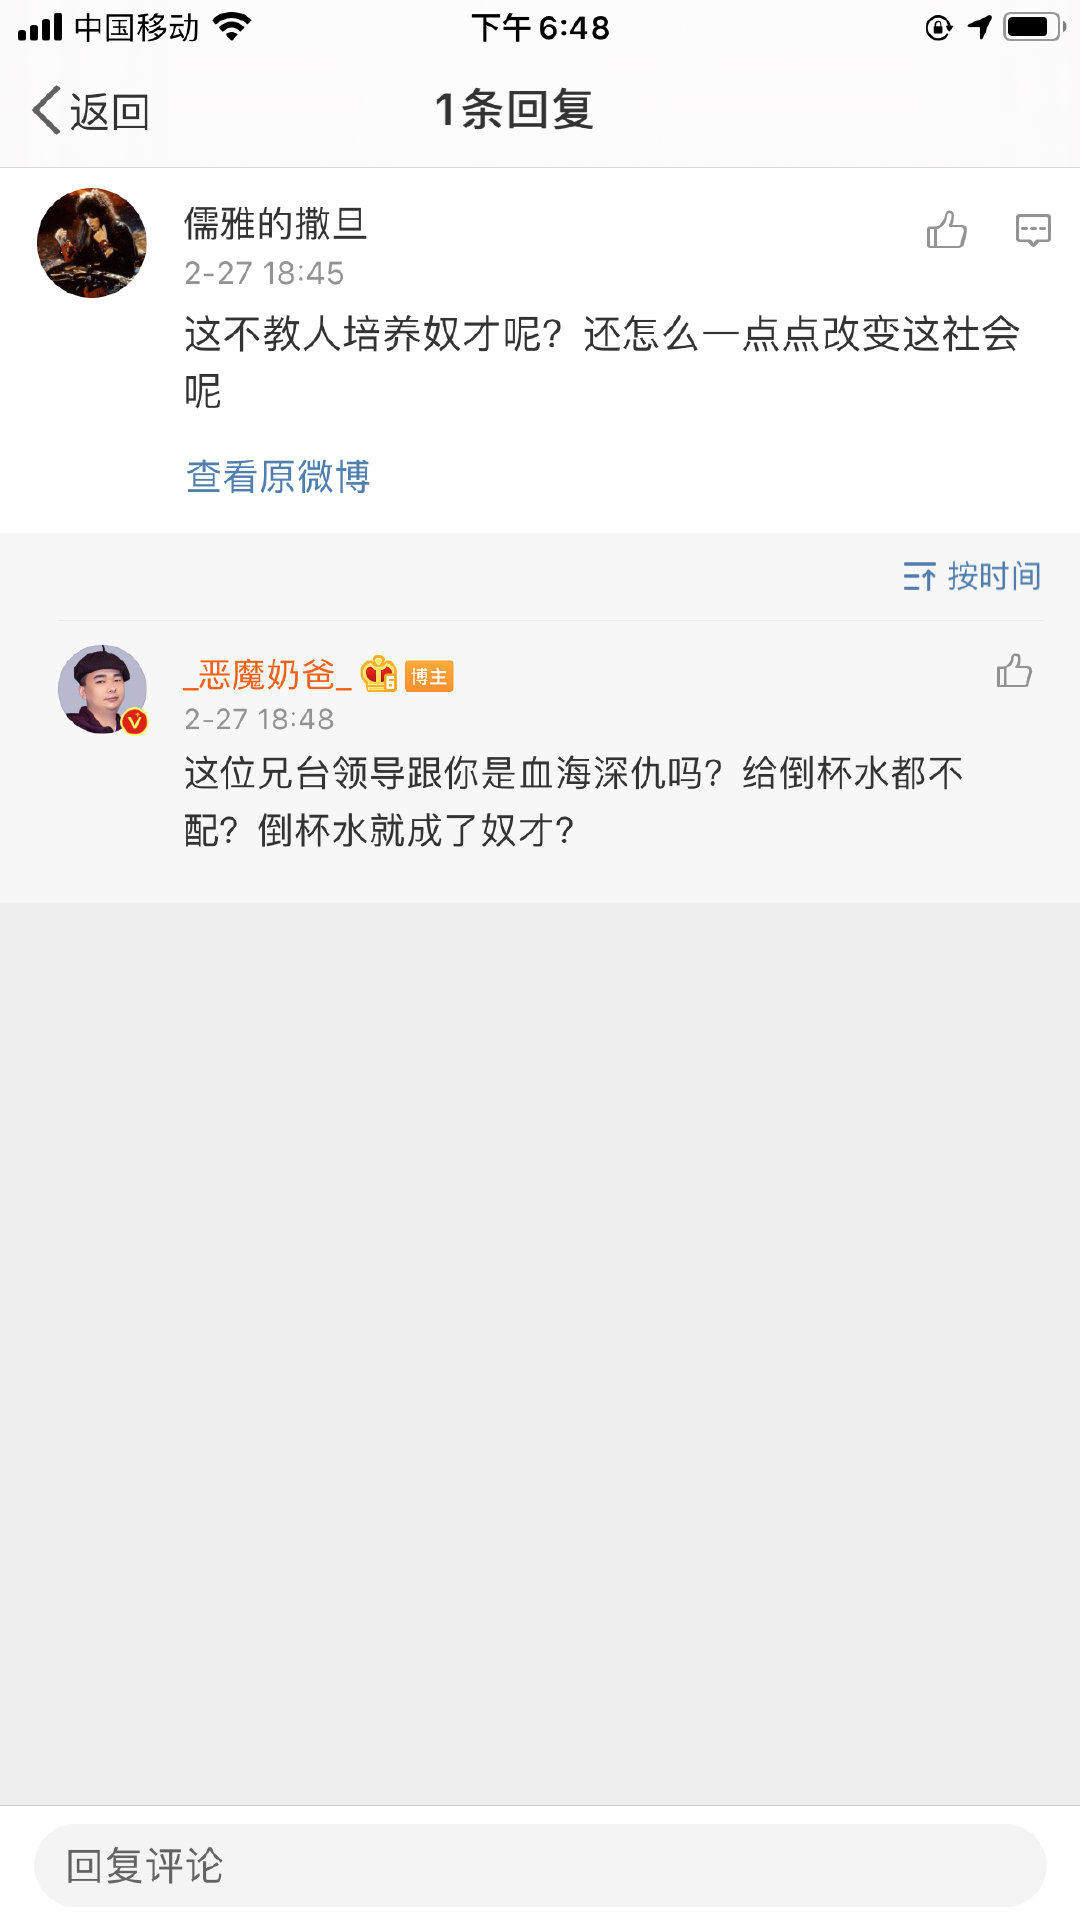 中国移动
下午6:48
返回
1条回复
儒雅的撒旦
2-27 18:45
这不教人培养奴才呢？还怎么一点点改变这社会
呢
查看原微博
按时间
_恶魔奶爸_ 6 博主
2-27 18:48
这位兄台领导跟你是血海深仇吗？给倒杯水都不
配？倒杯水就成了奴才？
回复评论